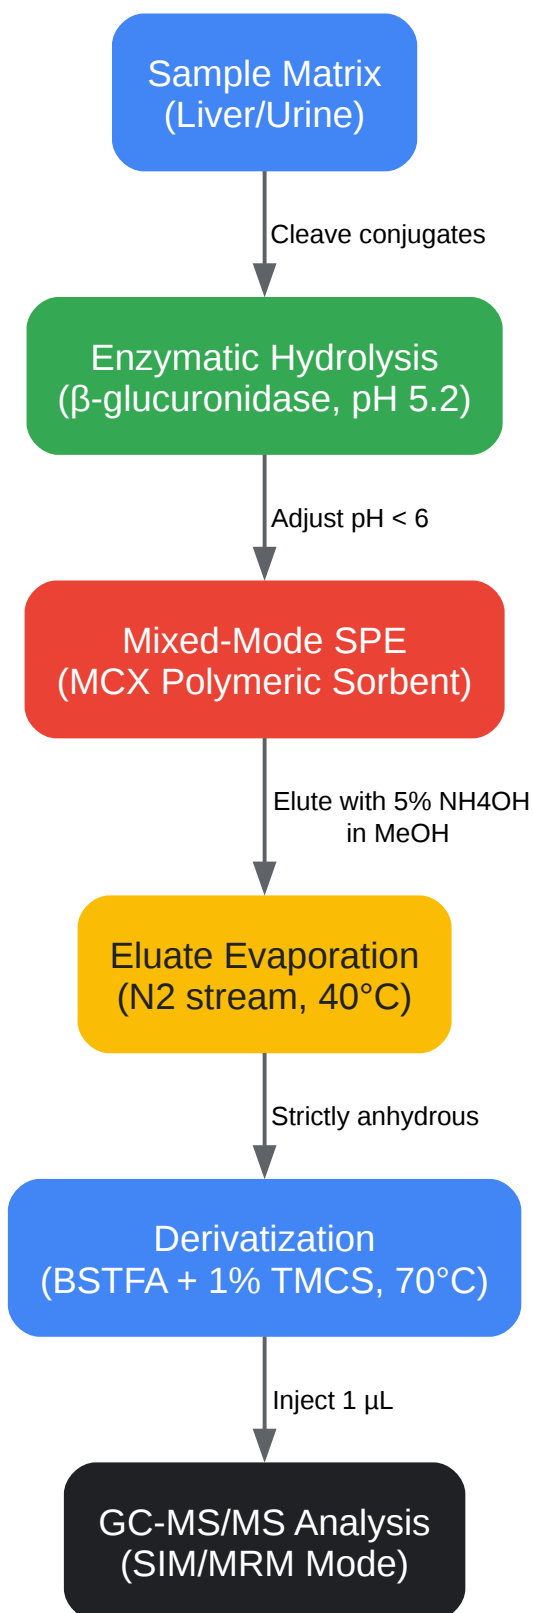 Sample Matrix
(Liver/Urine)
Cleave conjugates
Enzymatic Hydrolysis
(β-glucuronidase, pH 5.2)
Adjust pH < 6
Mixed-Mode SPE
(MCX Polymeric Sorbent)
Elute with 5% NH4OH
in MeOH
Eluate Evaporation
(N2 stream, 40°C)
Strictly anhydrous
Derivatization
(BSTFA + 1% TMCS, 70°C)
Inject 1 µL
GC-MS/MS Analysis
(SIM/MRM Mode)